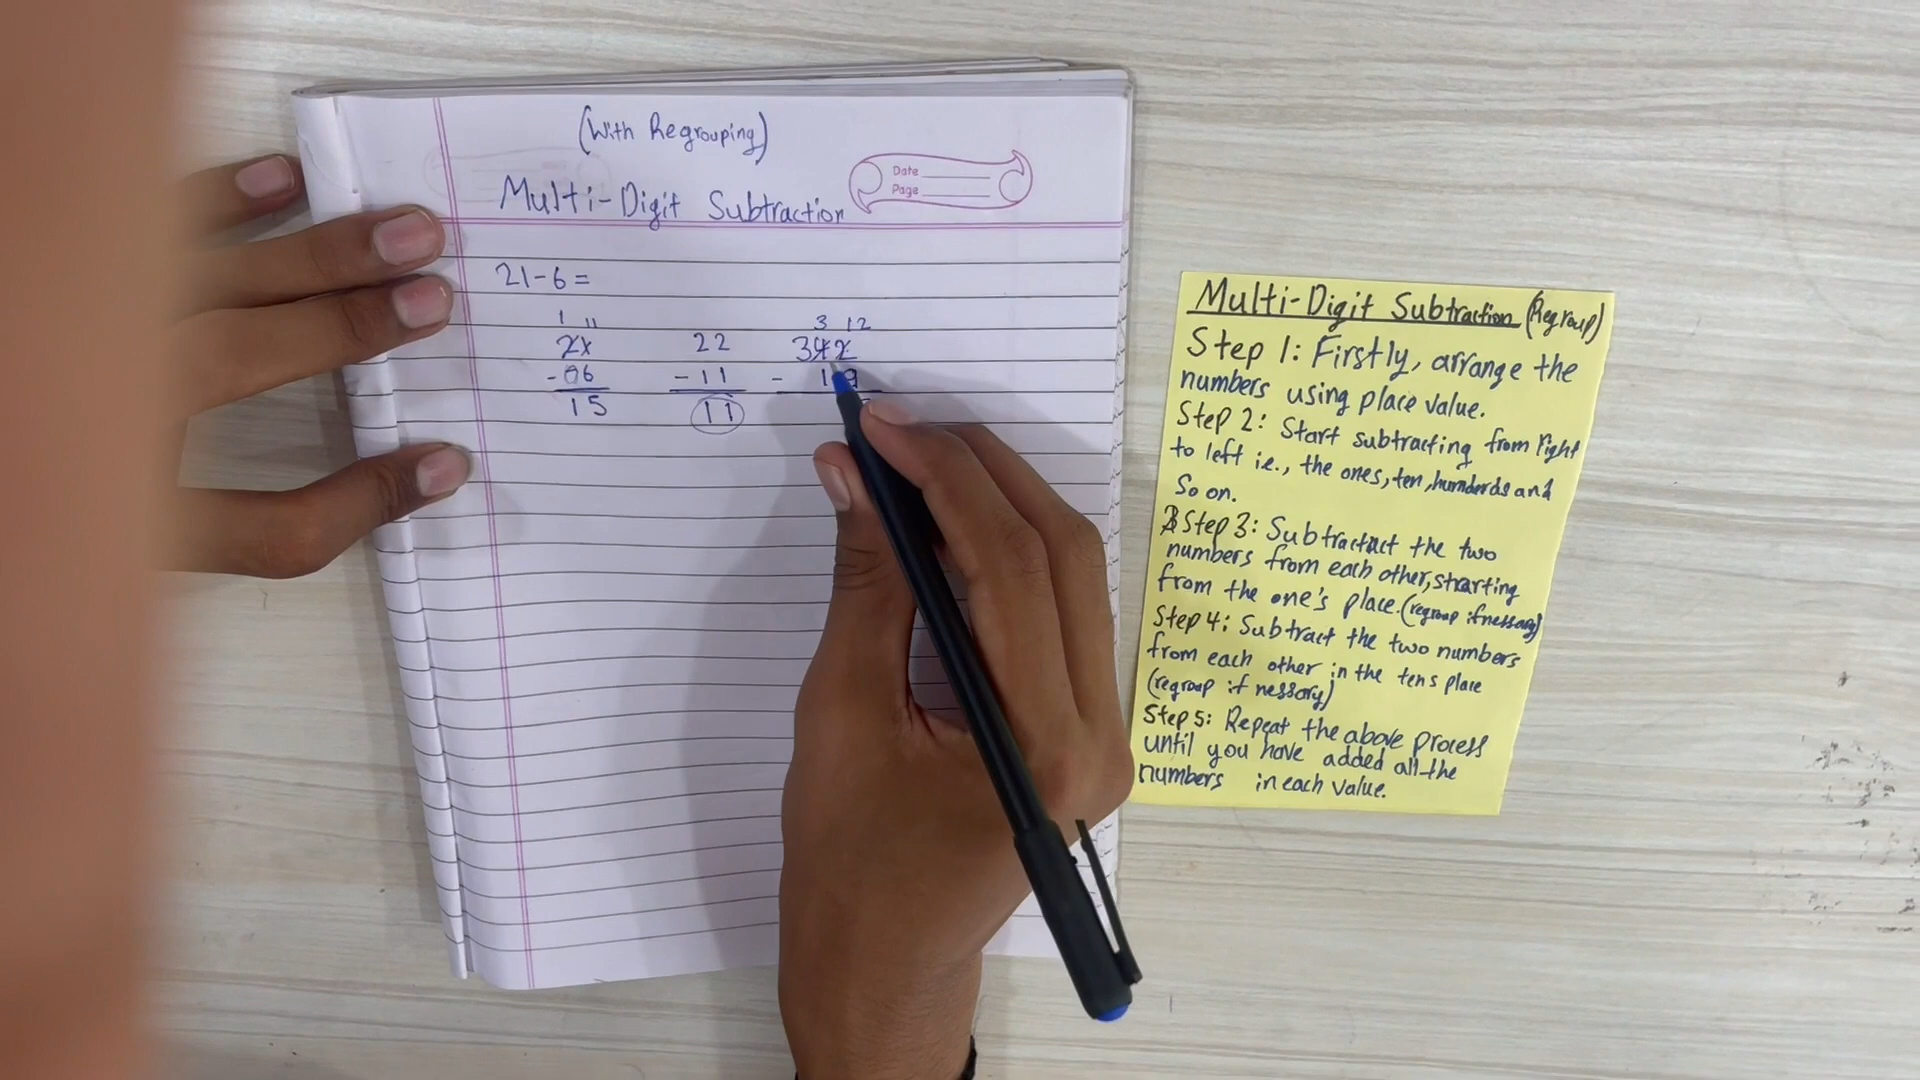 (With Regrouping)
Multi-Digit Subtraction
Date
Page
21-6=
1 11
21
-06
15
22
-11
11
3 12
342
- 19
Multi-Digit Subtraction (Regroup)
Step 1: Firstly, arrange the
numbers using place value.
Step 2: Start subtracting from right
to left i.e., the ones, ten, humderds and
So on.
Step 3: Subtractact the two
numbers from each other, starting
from the one's place. (regroup if nessary)
Step 4: Subtract the two numbers
from each other in the tens place
(regroup if nessory)
Step 5: Repeat the above process
until you have added all the
numbers in each value.